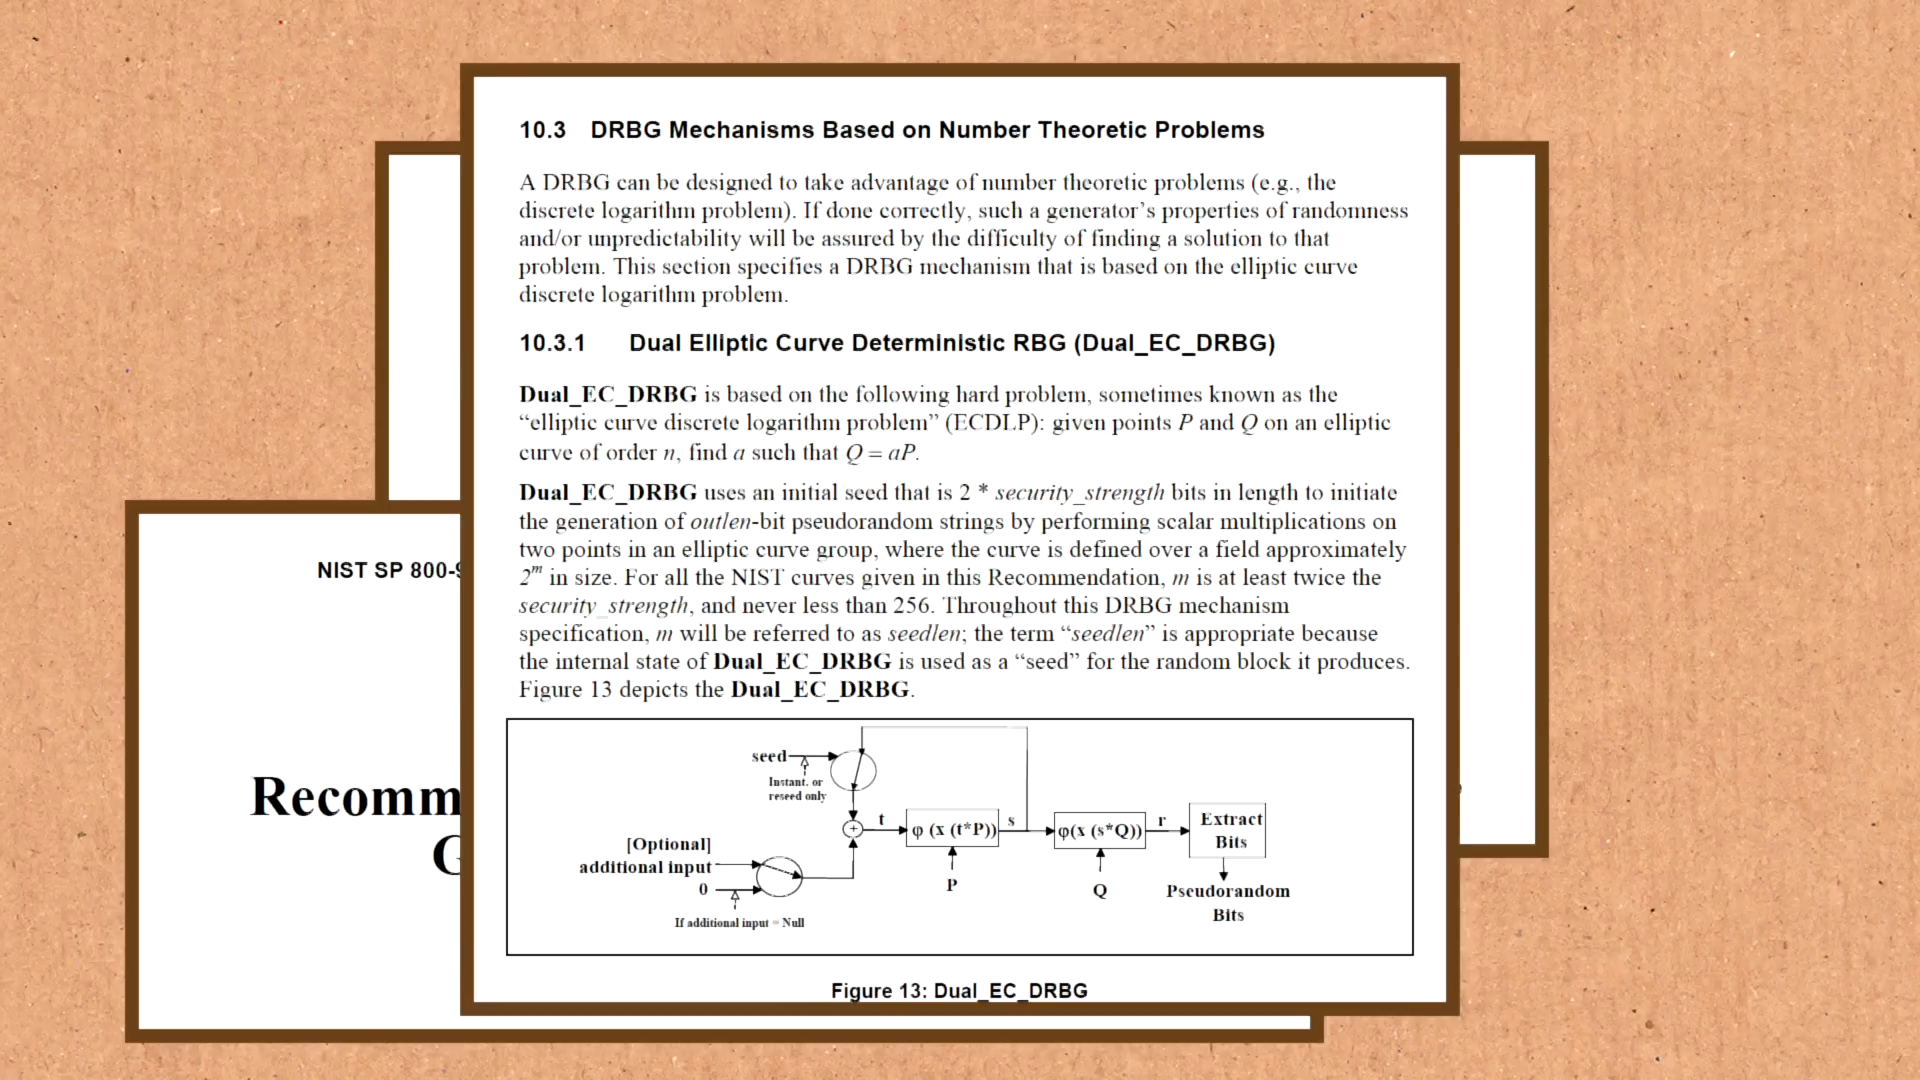 10.3 DRBG Mechanisms Based on Number Theoretic Problems
A DRBG can be designed to take advantage of number theoretic problems (e.g., the
discrete logarithm problem). If done correctly, such a generator’s properties of randomness
and/or unpredictability will be assured by the difficulty of finding a solution to that
problem. This section specifies a DRBG mechanism that is based on the elliptic curve
discrete logarithm problem.
10.3.1 Dual Elliptic Curve Deterministic RBG (Dual_EC_DRBG)
Dual_EC_DRBG is based on the following hard problem, sometimes known as the
“elliptic curve discrete logarithm problem” (ECDLP): given points P and Q on an elliptic
curve of order n, find a such that Q = aP.
Dual_EC_DRBG uses an initial seed that is 2 * security_strength bits in length to initiate
the generation of outlen-bit pseudorandom strings by performing scalar multiplications on
two points in an elliptic curve group, where the curve is defined over a field approximately
2^m in size. For all the NIST curves given in this Recommendation, m is at least twice the
security_strength, and never less than 256. Throughout this DRBG mechanism
specification, m will be referred to as seedlen; the term “seedlen” is appropriate because
the internal state of Dual_EC_DRBG is used as a “seed” for the random block it produces.
Figure 13 depicts the Dual_EC_DRBG.
seed
Instant. or
reseed only
[Optional]
additional input
0
If additional input = Null
+
t
φ (x (t*P))
s
P
φ(x (s*Q))
r
Q
Extract
Bits
Pseudorandom
Bits
Figure 13: Dual_EC_DRBG
NIST SP 800-
Recomm
G